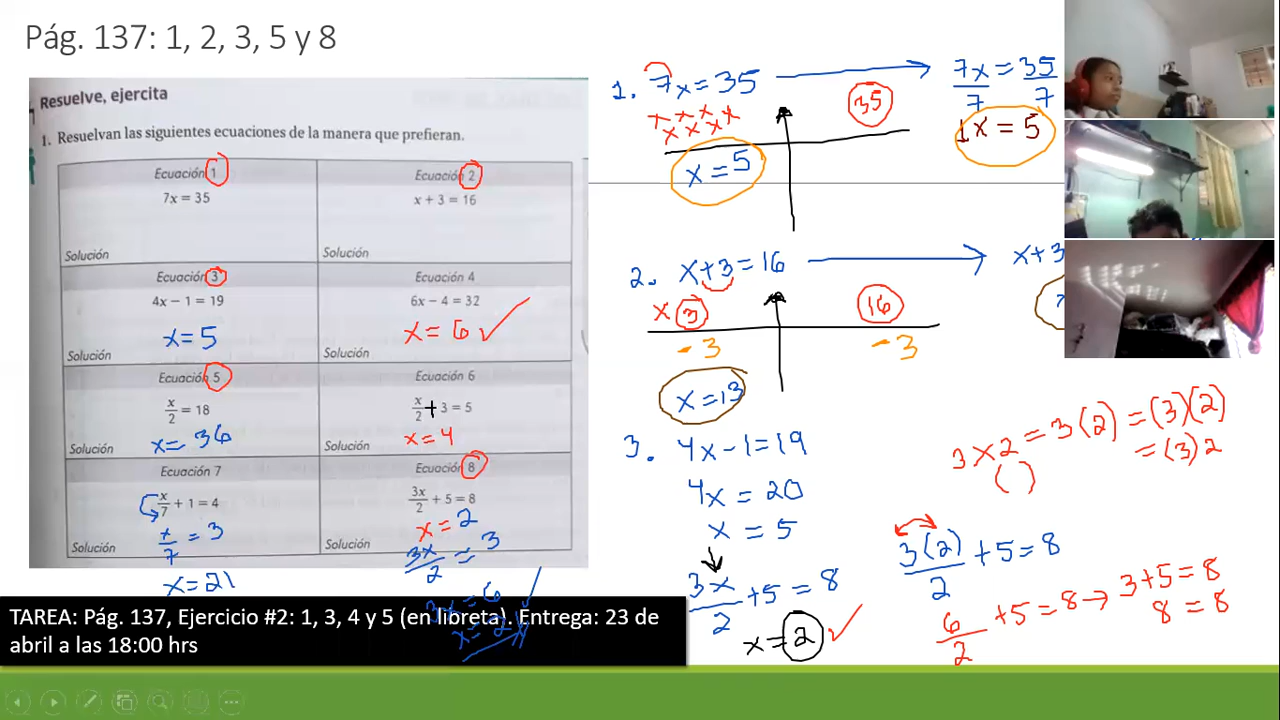 Pág. 137: 1, 2, 3, 5 y 8
Resuelve, ejercita
1. Resuelvan las siguientes ecuaciones de la manera que prefieran.
Ecuación 1
7x = 35
Solución
Ecuación 2
x + 3 = 16
Solución
Ecuación 3
4x − 1 = 19
x = 5
Solución
Ecuación 4
6x − 4 = 32
x = 6 ✓
Solución
Ecuación 5
x/2 = 18
x = 36
Solución
Ecuación 6
x/2 + 3 = 5
x = 4
Solución
Ecuación 7
x/7 + 1 = 4
x/7 = 3
Solución
x = 21
Ecuación 8
3x/2 + 5 = 8
x = 2
Solución
3x/2 = 3
3x = 6
x = 2
TAREA: Pág. 137, Ejercicio #2: 1, 3, 4 y 5 (en libreta). Entrega: 23 de
abril a las 18:00 hrs
1. 7x = 35
x x x x
x x x x
35
x = 5
7x/7 = 35/7
1x = 5
2. x + 3 = 16
x 3
16
- 3
- 3
x = 13
x+3
3. 4x − 1 = 19
4x = 20
x = 5
3x/2 + 5 = 8
x = 2 ✓
3 x 2 = 3(2) = (3)(2)
( )
= (3)2
3(2)/2 + 5 = 8
6/2 + 5 = 8 → 3 + 5 = 8
8 = 8